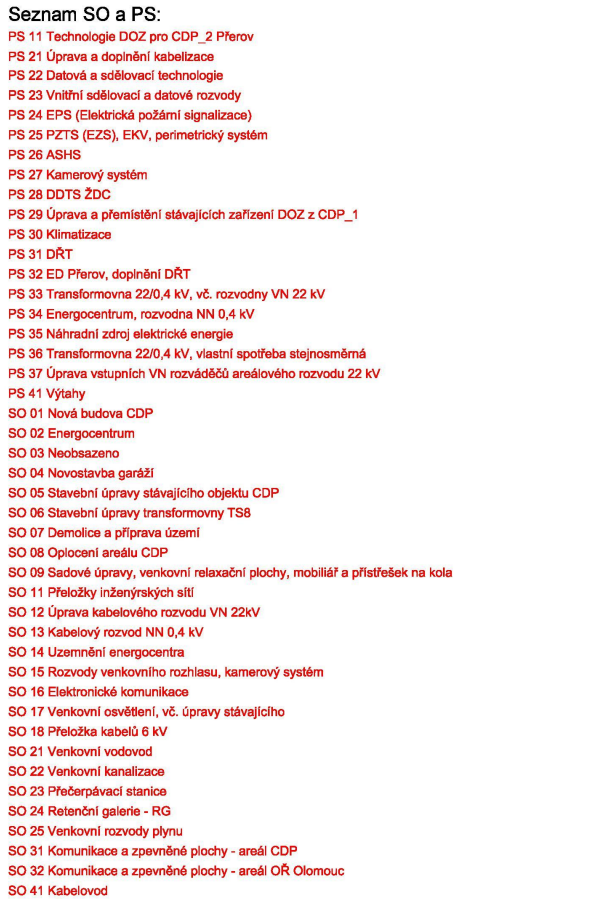 Seznam SO a PS:
PS 11 Technologie DOZ pro CDP_2 Přerov
PS 21 Úprava a doplnění kabelizace
PS 22 Datová a sdělovací technologie
PS 23 Vnitřní sdělovací a datové rozvody
PS 24 EPS (Elektrická požární signalizace)
PS 25 PZTS (EZS), EKV, perimetrický systém
PS 26 ASHS
PS 27 Kamerový systém
PS 28 DDTS ŽDC
PS 29 Úprava a přemístění stávajících zařízení DOZ z CDP_1
PS 30 Klimatizace
PS 31 DŘT
PS 32 ED Přerov, doplnění DŘT
PS 33 Transformovna 22/0,4 kV, vč. rozvodny VN 22 kV
PS 34 Energocentrum, rozvodna NN 0,4 kV
PS 35 Náhradní zdroj elektrické energie
PS 36 Transformovna 22/0,4 kV, vlastní spotřeba stejnosměrná
PS 37 Úprava vstupních VN rozváděčů areálového rozvodu 22 kV
PS 41 Výtahy
SO 01 Nová budova CDP
SO 02 Energocentrum
SO 03 Neobsazeno
SO 04 Novostavba garáží
SO 05 Stavební úpravy stávajícího objektu CDP
SO 06 Stavební úpravy transformovny TS8
SO 07 Demolice a příprava území
SO 08 Oplocení areálu CDP
SO 09 Sadové úpravy, venkovní relaxační plochy, mobiliář a přístřešek na kola
SO 11 Přeložky inženýrských sítí
SO 12 Úprava kabelového rozvodu VN 22kV
SO 13 Kabelový rozvod NN 0,4 kV
SO 14 Uzemnění energocentra
SO 15 Rozvody venkovního rozhlasu, kamerový systém
SO 16 Elektronické komunikace
SO 17 Venkovní osvětlení, vč. úpravy stávajícího
SO 18 Přeložka kabelů 6 kV
SO 21 Venkovní vodovod
SO 22 Venkovní kanalizace
SO 23 Přečerpávací stanice
SO 24 Retenční galerie - RG
SO 25 Venkovní rozvody plynu
SO 31 Komunikace a zpevněné plochy - areál CDP
SO 32 Komunikace a zpevněné plochy - areál OŘ Olomouc
SO 41 Kabelovod